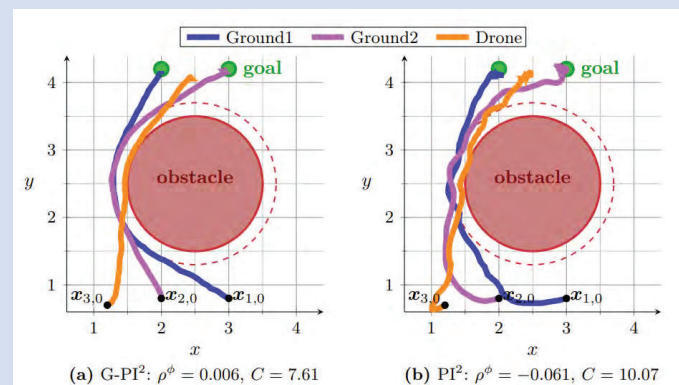 Ground1 Ground2 Drone
goal
goal
4
3
2
1
y
obstacle
x₃,₀
x₂,₀
x₁,₀
1 2 3 4
x
4
3
2
1
y
obstacle
x₃,₀
x₂,₀
x₁,₀
1 2 3 4
x
(a) G-PI²: ρ^ϕ = 0.006, C = 7.61
(b) PI²: ρ^ϕ = −0.061, C = 10.07